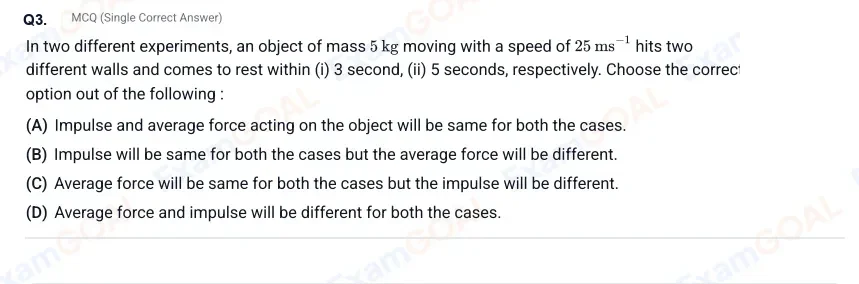 Q3. MCQ (Single Correct Answer)
In two different experiments, an object of mass 5 kg moving with a speed of 25 ms⁻¹ hits two
different walls and comes to rest within (i) 3 second, (ii) 5 seconds, respectively. Choose the correct
option out of the following :
(A) Impulse and average force acting on the object will be same for both the cases.
(B) Impulse will be same for both the cases but the average force will be different.
(C) Average force will be same for both the cases but the impulse will be different.
(D) Average force and impulse will be different for both the cases.
ExamGOAL